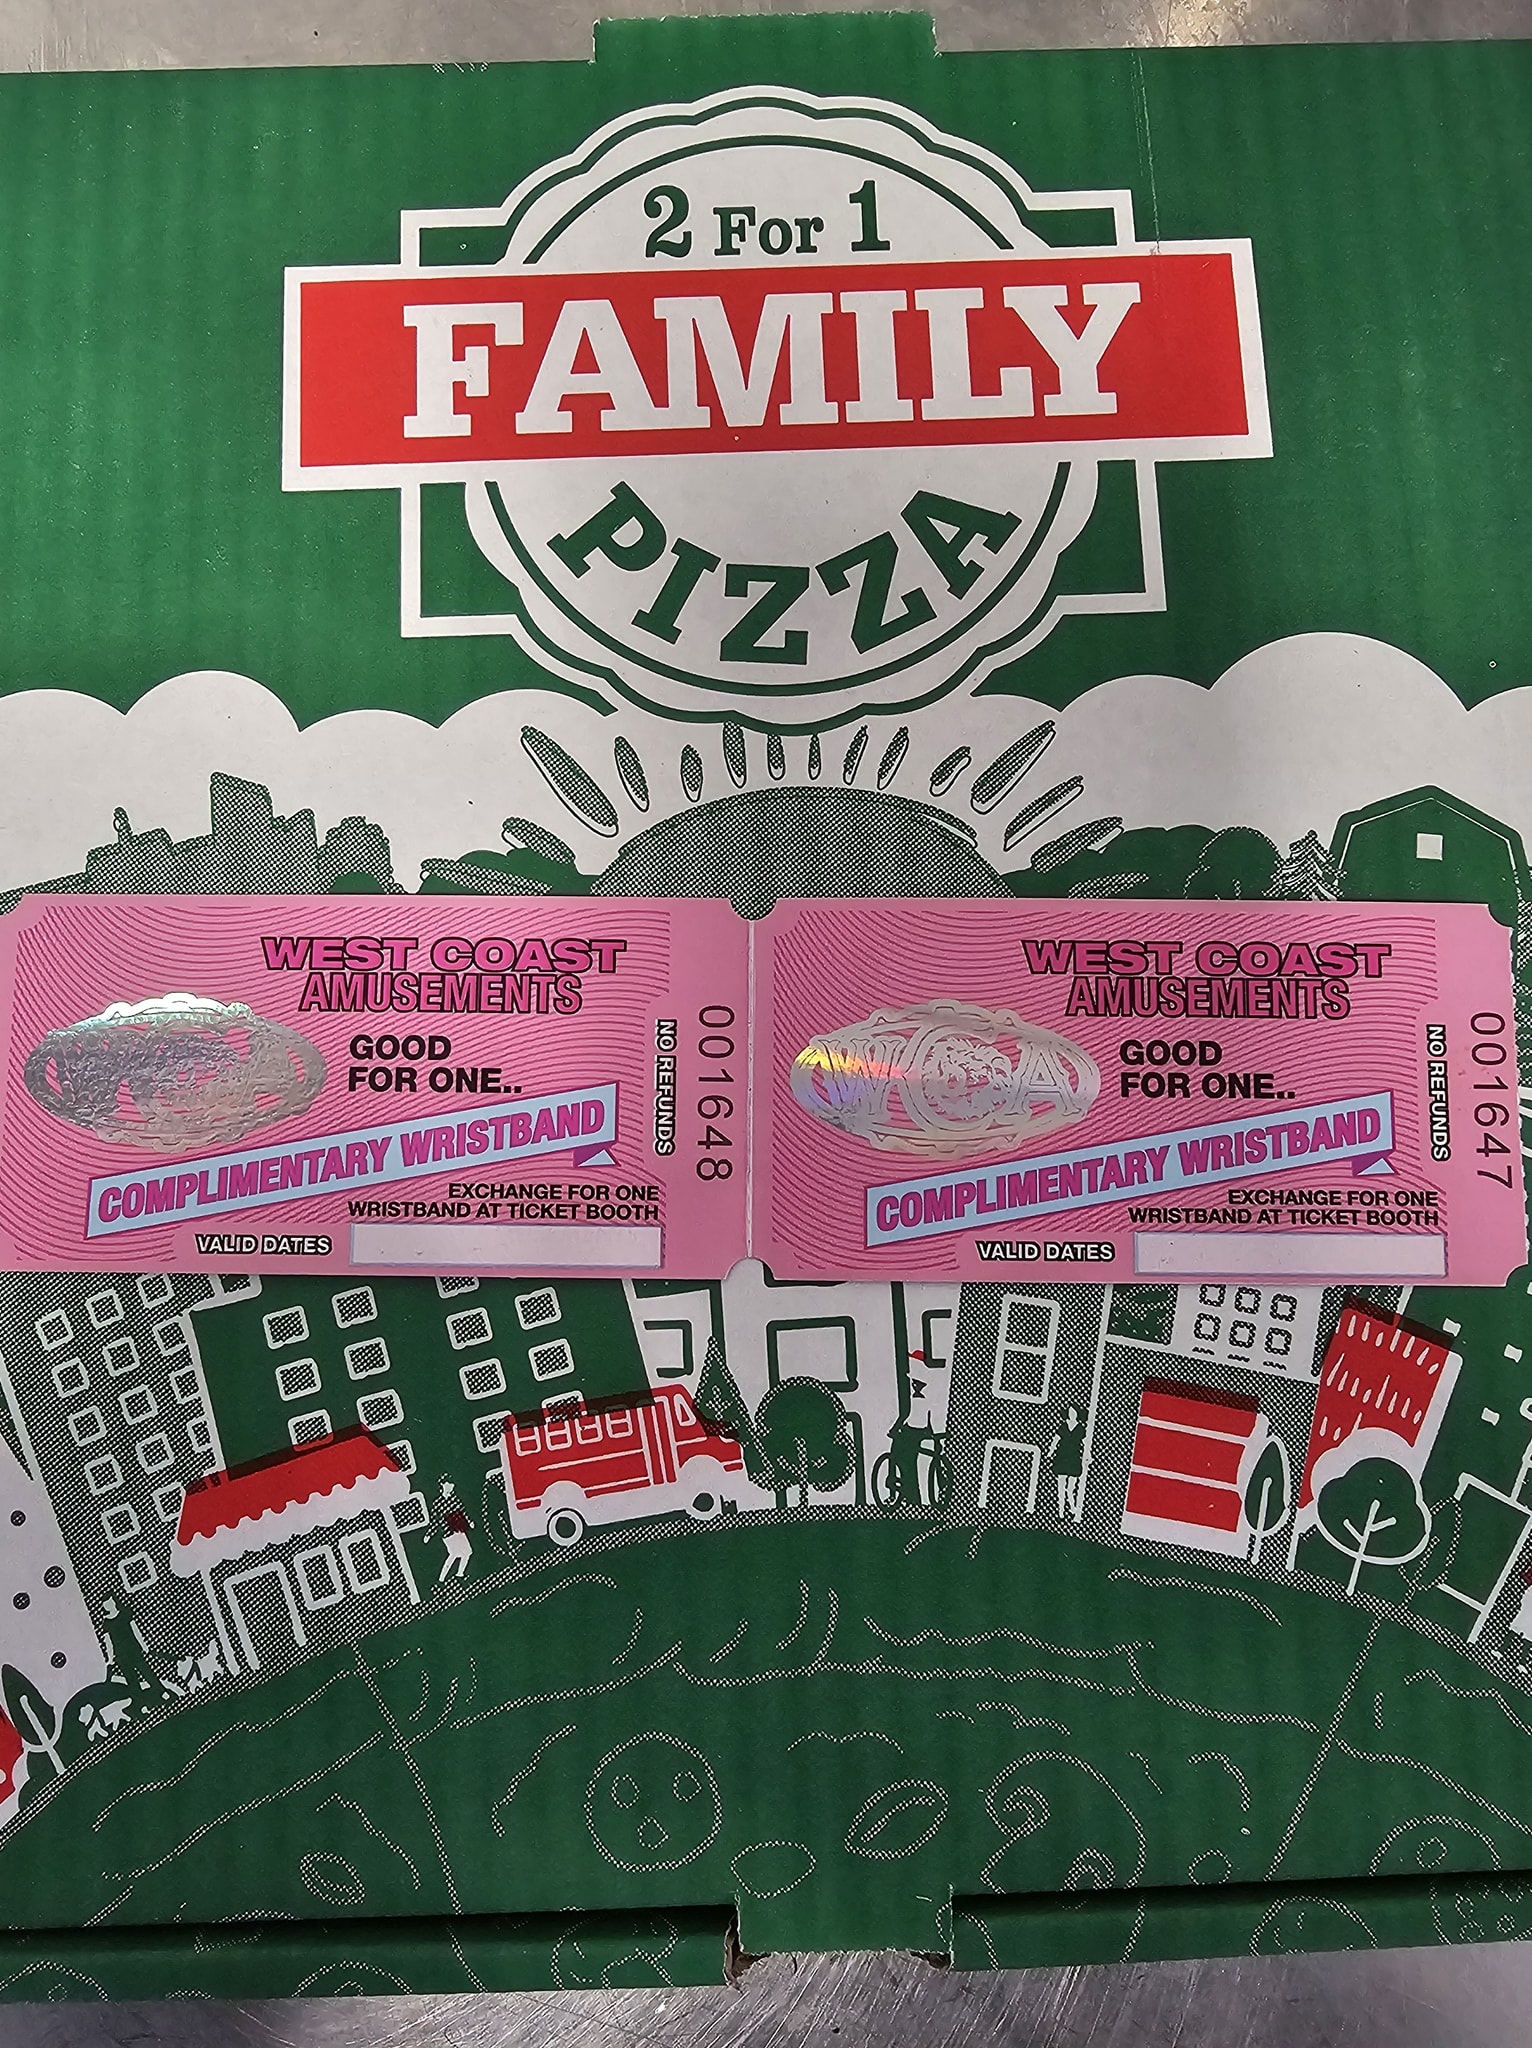 2 For 1
FAMILY
PIZZA
WEST COAST
AMUSEMENTS
GOOD
FOR ONE..
COMPLIMENTARY WRISTBAND
EXCHANGE FOR ONE
WRISTBAND AT TICKET BOOTH
VALID DATES
NO REFUNDS
001648
WEST COAST
AMUSEMENTS
WCA
GOOD
FOR ONE..
COMPLIMENTARY WRISTBAND
EXCHANGE FOR ONE
WRISTBAND AT TICKET BOOTH
VALID DATES
NO REFUNDS
001647